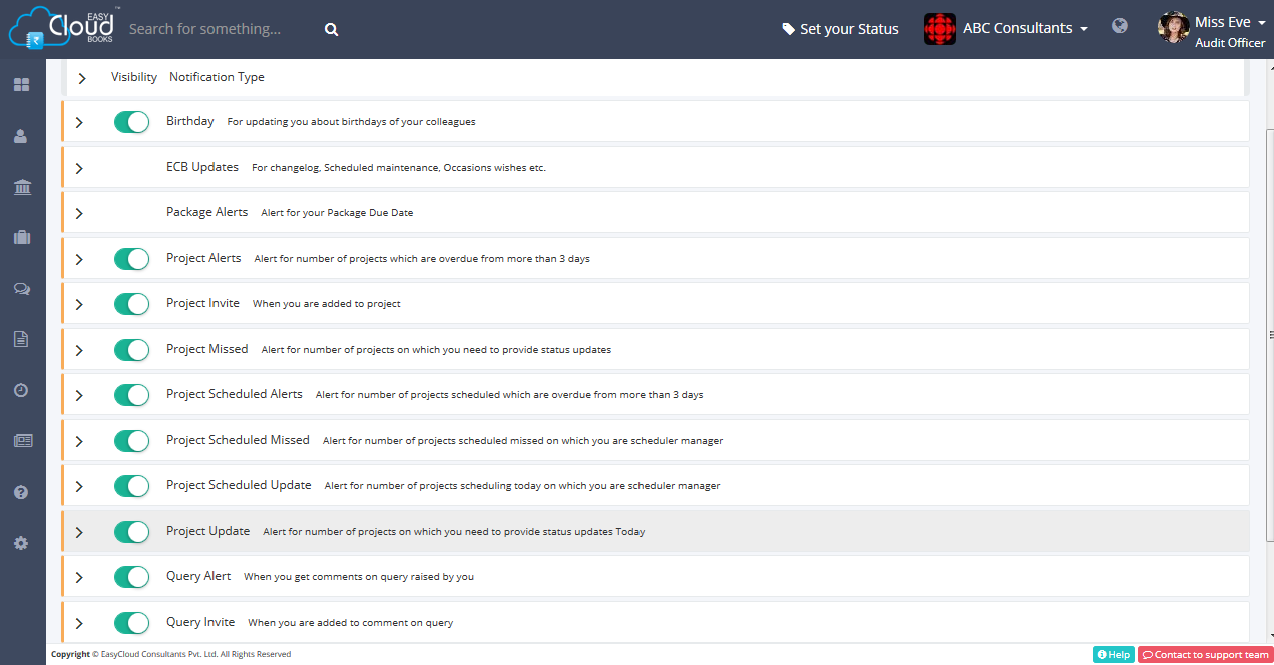 EASY
Cloud
BOOKS
™
Search for something...
Set your Status
ABC Consultants
Miss Eve
Audit Officer
Visibility Notification Type
Birthday For updating you about birthdays of your colleagues
ECB Updates For changelog, Scheduled maintenance, Occasions wishes etc.
Package Alerts Alert for your Package Due Date
Project Alerts Alert for number of projects which are overdue from more than 3 days
Project Invite When you are added to project
Project Missed Alert for number of projects on which you need to provide status updates
Project Scheduled Alerts Alert for number of projects scheduled which are overdue from more than 3 days
Project Scheduled Missed Alert for number of projects scheduled missed on which you are scheduler manager
Project Scheduled Update Alert for number of projects scheduling today on which you are scheduler manager
Project Update Alert for number of projects on which you need to provide status updates Today
Query Alert When you get comments on query raised by you
Query Invite When you are added to comment on query
Copyright © EasyCloud Consultants Pvt. Ltd. All Rights Reserved
Help
Contact to support team